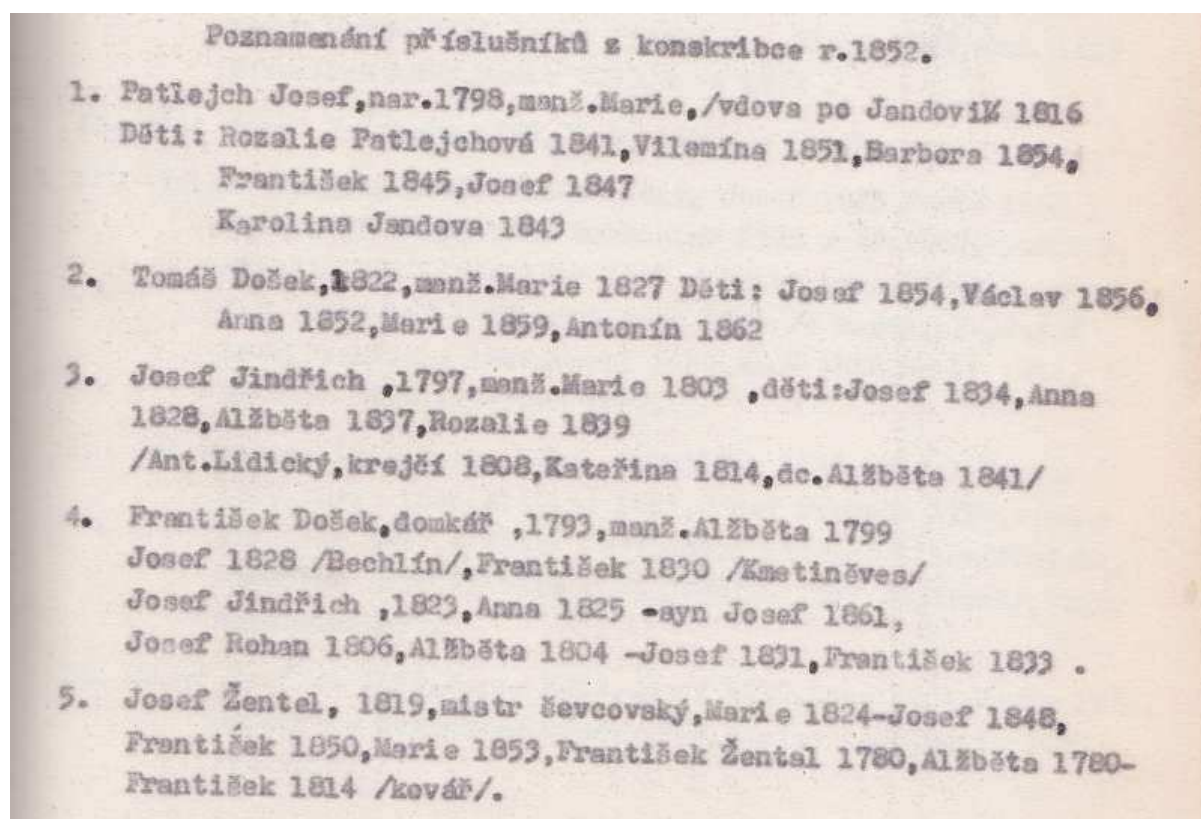 Poznamenání příslušníků z konskribce r.1852.
1. Patlejch Josef,nar.1798,manž.Marie,/vdova po Jandovi/ 1816
Děti: Rozalie Patlejchová 1841,Vilemína 1851,Barbora 1854,
František 1845,Josef 1847
Karolina Jandova 1843
2. Tomáš Došek,1822,manž.Marie 1827 Děti: Josef 1854,Václav 1856,
Anna 1852,Marie 1859,Antonín 1862
3. Josef Jindřich ,1797,manž.Marie 1803 ,děti:Josef 1834,Anna
1828,Alžběta 1837,Rozalie 1839
/Ant.Lidický,krejčí 1808,Kateřina 1814,dc.Alžběta 1841/
4. František Došek,domkář ,1793,manž.Alžběta 1799
Josef 1828 /Bechlín/,František 1830 /Kmetiněves/
Josef Jindřich ,1823,Anna 1825 -syn Josef 1861,
Josef Rohan 1806,Alžběta 1804 -Josef 1831,František 1833 .
5. Josef Žentel, 1819,mistr ševcovský,Marie 1824-Josef 1848,
František 1850,Marie 1853,František Žentel 1780,Alžběta 1780-
František 1814 /kovář/.